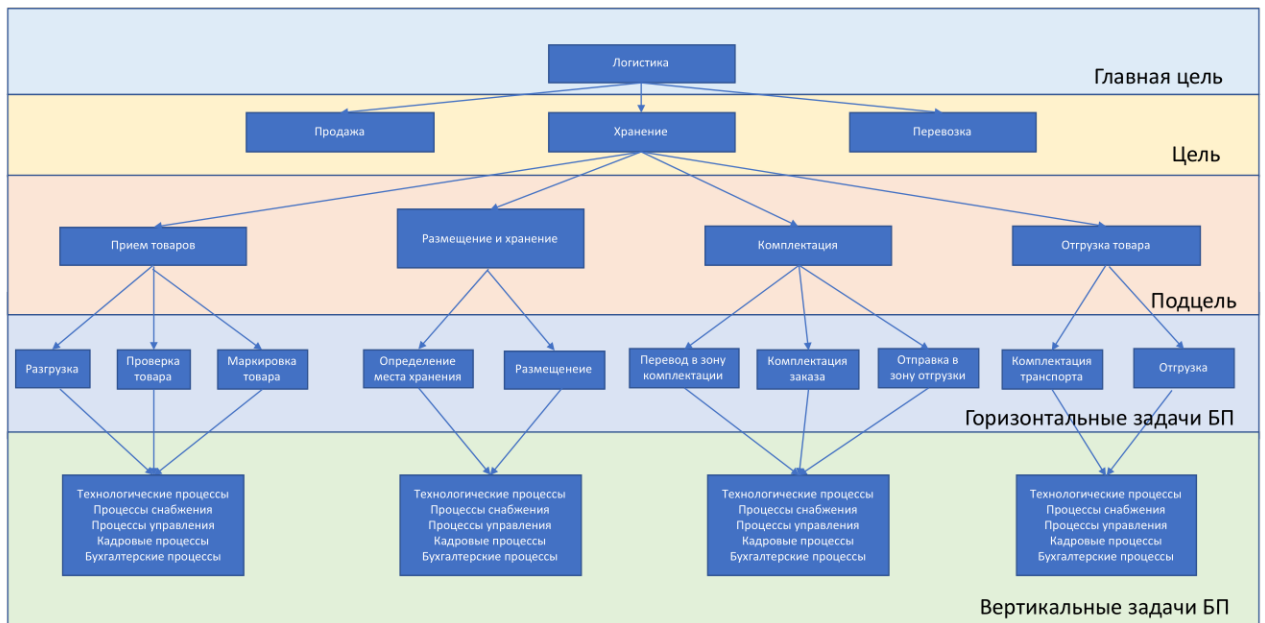 Логистика
Главная цель
Продажа
Хранение
Перевозка
Цель
Прием товаров
Размещение и хранение
Комплектация
Отгрузка товара
Подцель
Разгрузка
Проверка
товара
Маркировка
товара
Определение
места хранения
Размещенеие
Перевод в зону
комплектации
Комплектация
заказа
Отправка в
зону отгрузки
Комплектация
транспорта
Отгрузка
Горизонтальные задачи БП
Технологические процессы
Процессы снабжения
Процессы управления
Кадровые процессы
Бухгалтерские процессы
Технологические процессы
Процессы снабжения
Процессы управления
Кадровые процессы
Бухгалтерские процессы
Технологические процессы
Процессы снабжения
Процессы управления
Кадровые процессы
Бухгалтерские процессы
Технологические процессы
Процессы снабжения
Процессы управления
Кадровые процессы
Бухгалтерские процессы
Вертикальные задачи БП